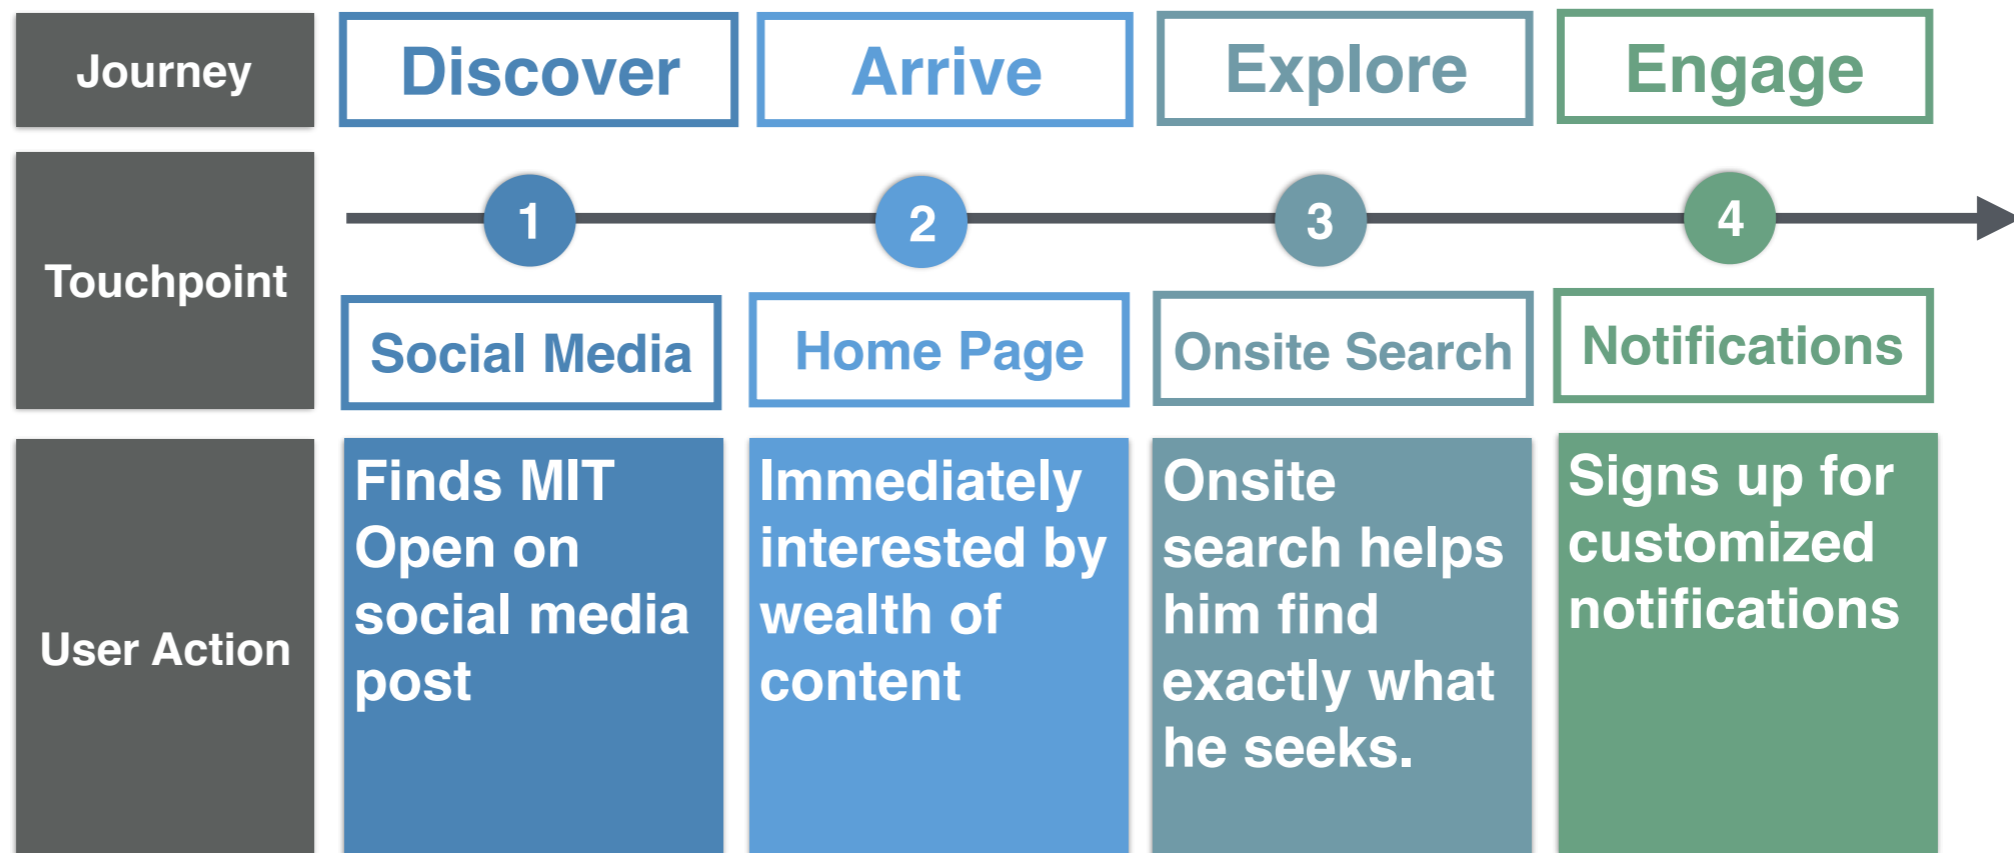 Journey
Discover
Arrive
Explore
Engage
Touchpoint
1
2
3
4
Social Media
Home Page
Onsite Search
Notifications
User Action
Finds MIT
Open on
social media
post
Immediately
interested by
wealth of
content
Onsite
search helps
him find
exactly what
he seeks.
Signs up for
customized
notifications